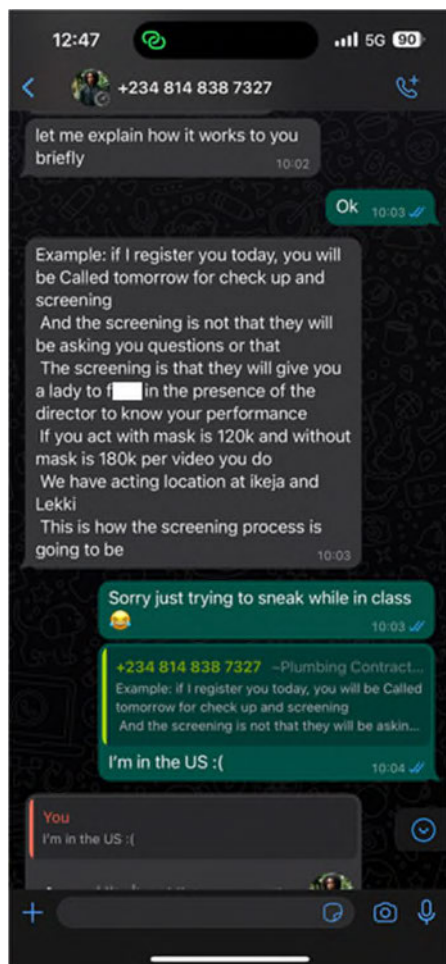 12:47
5G 90
+234 814 838 7327
let me explain how it works to you
briefly
10:02
Ok 10:03
Example: if I register you today, you will
be Called tomorrow for check up and
screening
And the screening is not that they will
be asking you questions or that
The screening is that they will give you
a lady to f in the presence of the
director to know your performance
If you act with mask is 120k and without
mask is 180k per video you do
We have acting location at ikeja and
Lekki
This is how the screening process is
going to be
10:03
Sorry just trying to sneak while in class
😂
10:03
+234 814 838 7327 ~Plumbing Contract...
Example: if I register you today, you will be Called
tomorrow for check up and screening
And the screening is not that they will be askin...
I'm in the US :(
10:04
You
I'm in the US :(